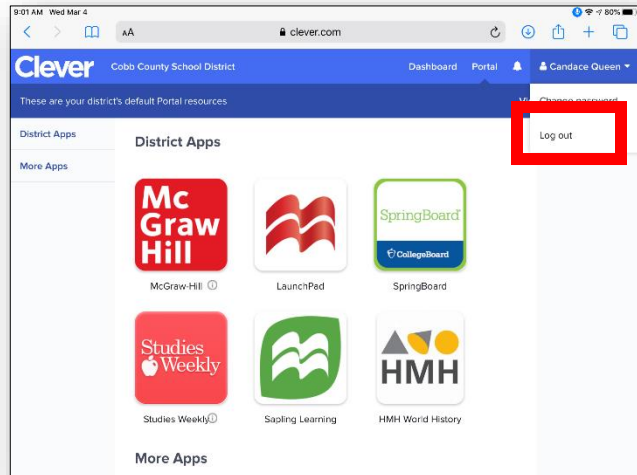 9:01 AM Wed Mar 4
80%
AA
clever.com
Clever
Cobb County School District
Dashboard
Portal
Candace Queen
These are your district's default Portal resources
Change password
Log out
District Apps
More Apps
District Apps
Mc
Graw
Hill
SpringBoard
CollegeBoard
McGraw-Hill
LaunchPad
SpringBoard
Studies
Weekly
HMH
Studies Weekly
Sapling Learning
HMH World History
More Apps